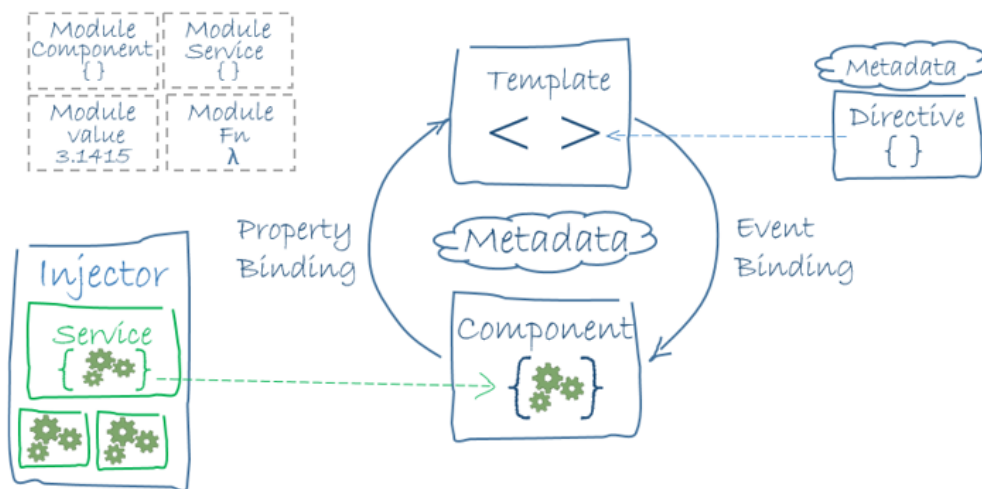 Module
Component
{ }
Module
Service
{ }
Module
value
3.1415
Module
Fn
λ
Template
< >
Metadata
Directive
{ }
Property
Binding
Metadata
Event
Binding
Injector
Service
{ }
Component
{ }